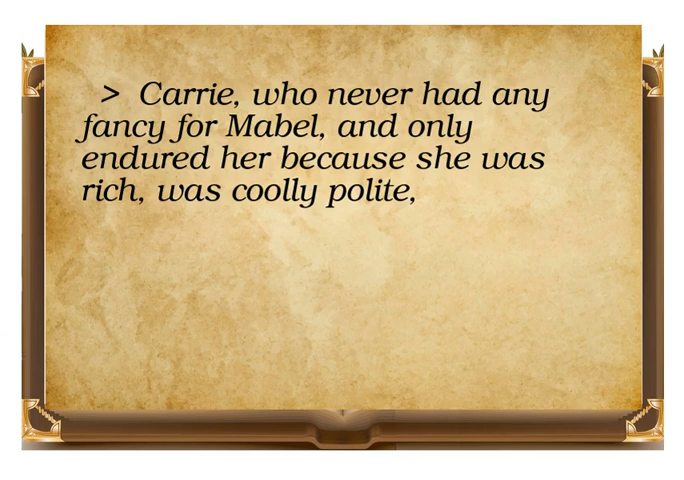 > Carrie, who never had any
fancy for Mabel, and only
endured her because she was
rich, was coolly polite,